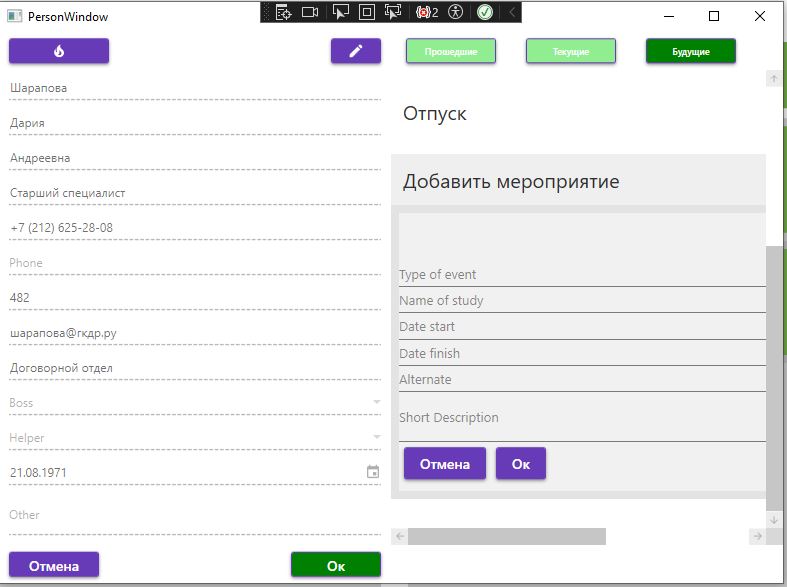 PersonWindow
2
Прошедшие
Текущие
Будущие
Шарапова
Дария
Андреевна
Старший специалист
+7 (212) 625-28-08
Phone
482
шарапова@гкдр.ру
Договорной отдел
Boss
Helper
21.08.1971
Other
Отмена
Ок
Отпуск
Добавить мероприятие
Type of event
Name of study
Date start
Date finish
Alternate
Short Description
Отмена
Ок